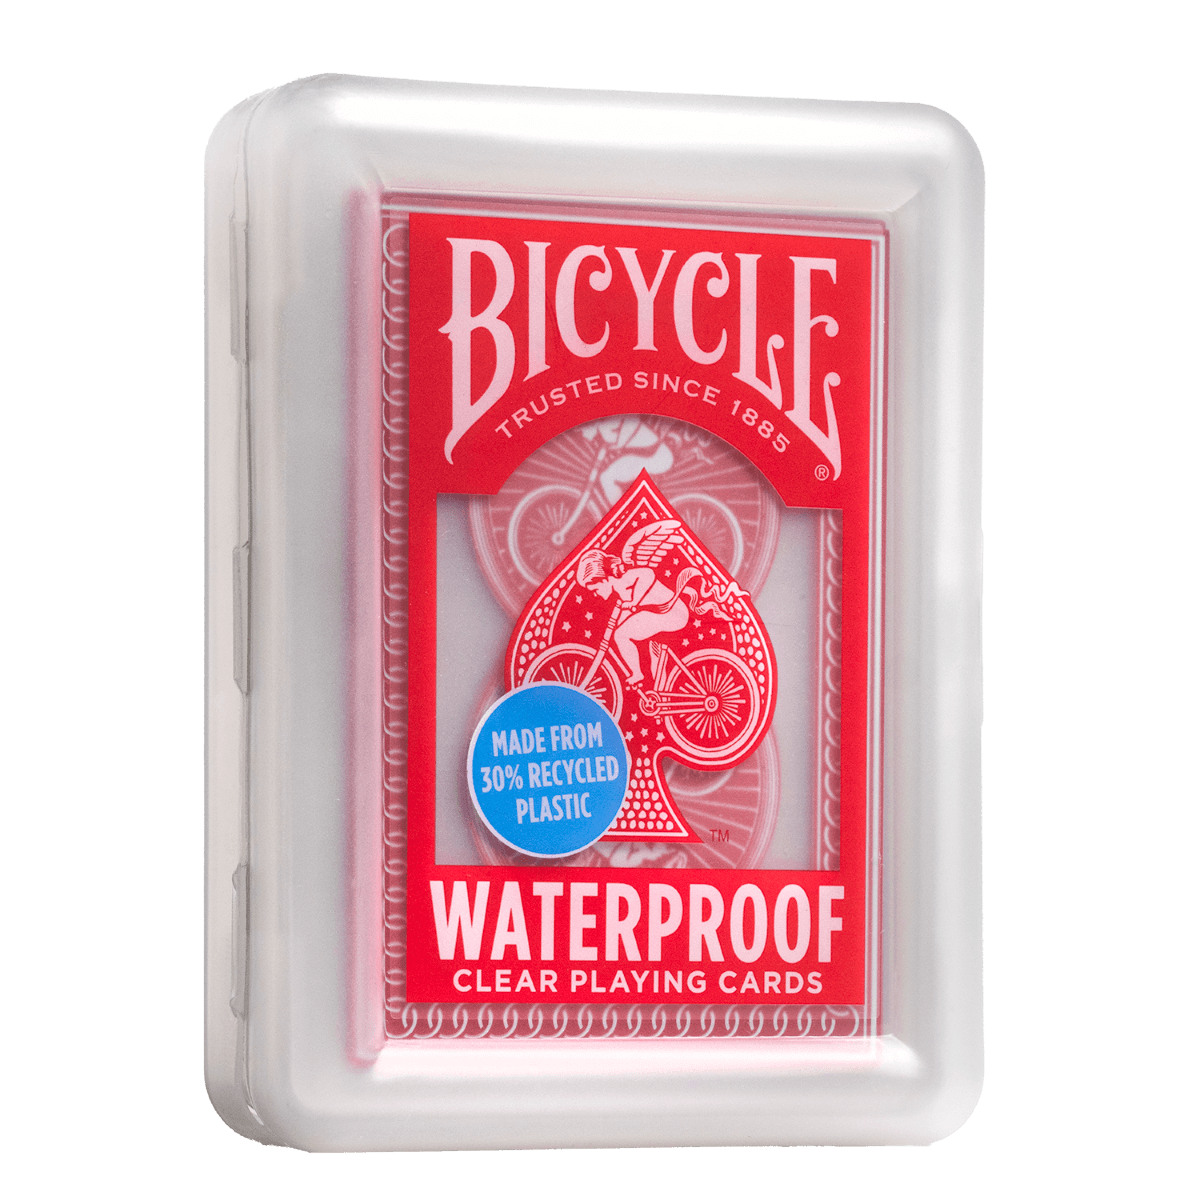 BICYCLE
TRUSTED SINCE 1885
®
MADE FROM
30% RECYCLED
PLASTIC
TM
WATERPROOF
CLEAR PLAYING CARDS